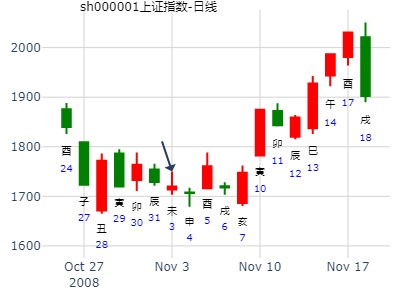 sh000001上证指数-日线
2000
1900
1800
1700
1600
酉
24
子
27
丑
28
寅
29
卯
30
辰
31
未
3
申
4
酉
5
戌
6
亥
7
寅
10
卯
11
辰
12
巳
13
午
14
酉
17
戌
18
Oct 27
2008
Nov 3
Nov 10
Nov 17